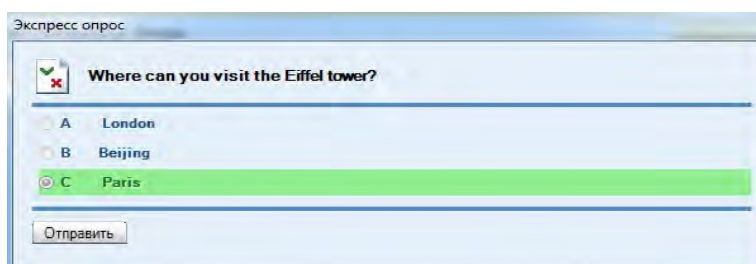 Экспресс опрос
Where can you visit the Eiffel tower?
A London
B Beijing
C Paris
Отправить